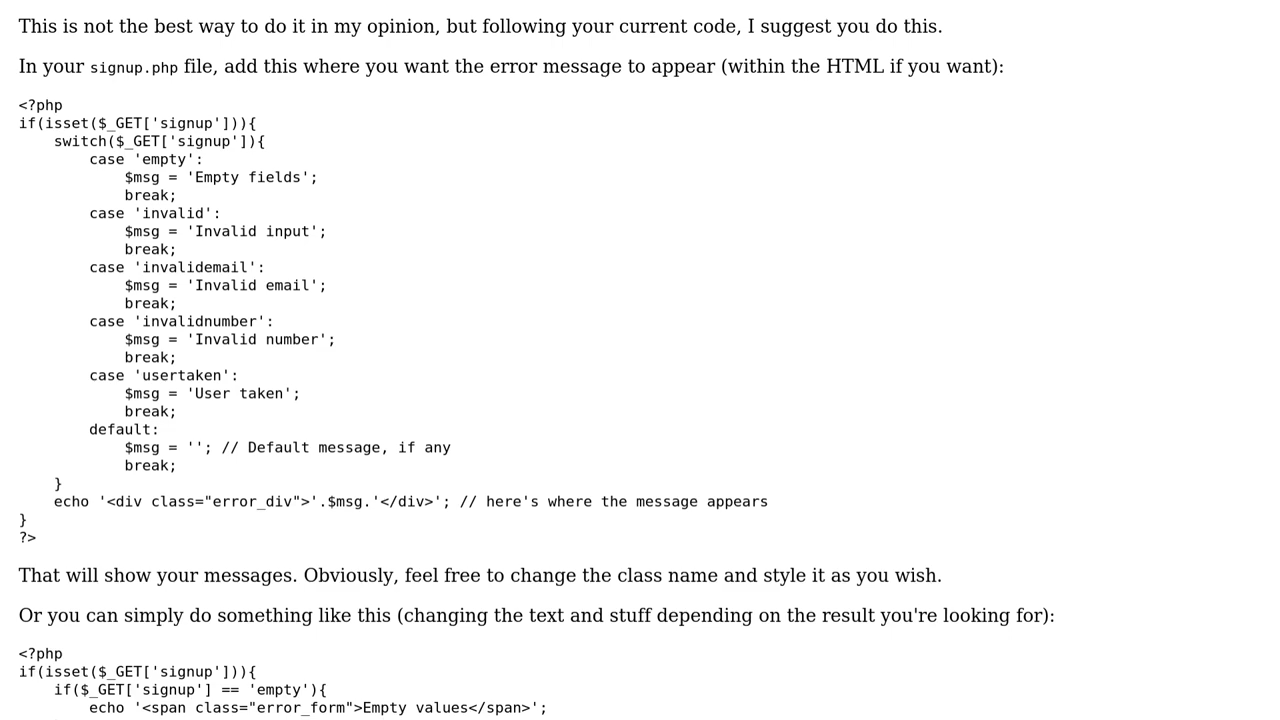 This is not the best way to do it in my opinion, but following your current code, I suggest you do this.
In your signup.php file, add this where you want the error message to appear (within the HTML if you want):
<?php
if(isset($_GET['signup'])){
    switch($_GET['signup']){
        case 'empty':
            $msg = 'Empty fields';
            break;
        case 'invalid':
            $msg = 'Invalid input';
            break;
        case 'invalidemail':
            $msg = 'Invalid email';
            break;
        case 'invalidnumber':
            $msg = 'Invalid number';
            break;
        case 'usertaken':
            $msg = 'User taken';
            break;
        default:
            $msg = ''; // Default message, if any
            break;
    }
    echo '<div class="error_div">'.$msg.'</div>'; // here's where the message appears
}
?>
That will show your messages. Obviously, feel free to change the class name and style it as you wish.
Or you can simply do something like this (changing the text and stuff depending on the result you're looking for):
<?php
if(isset($_GET['signup'])){
    if($_GET['signup'] == 'empty'){
        echo '<span class="error_form">Empty values</span>';